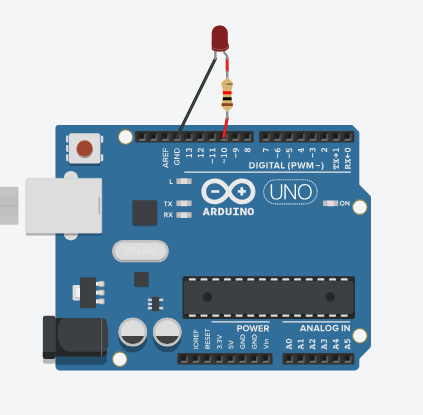 AREF
GND
13
12
~11
~10
~9
8
7
~6
~5
4
~3
2
TX→1
RX←0
DIGITAL (PWM ~)
L
TX
RX
UNO
ON
ARDUINO
POWER
ANALOG IN
IOREF
RESET
3.3V
5V
GND
GND
Vin
A0
A1
A2
A3
A4
A5